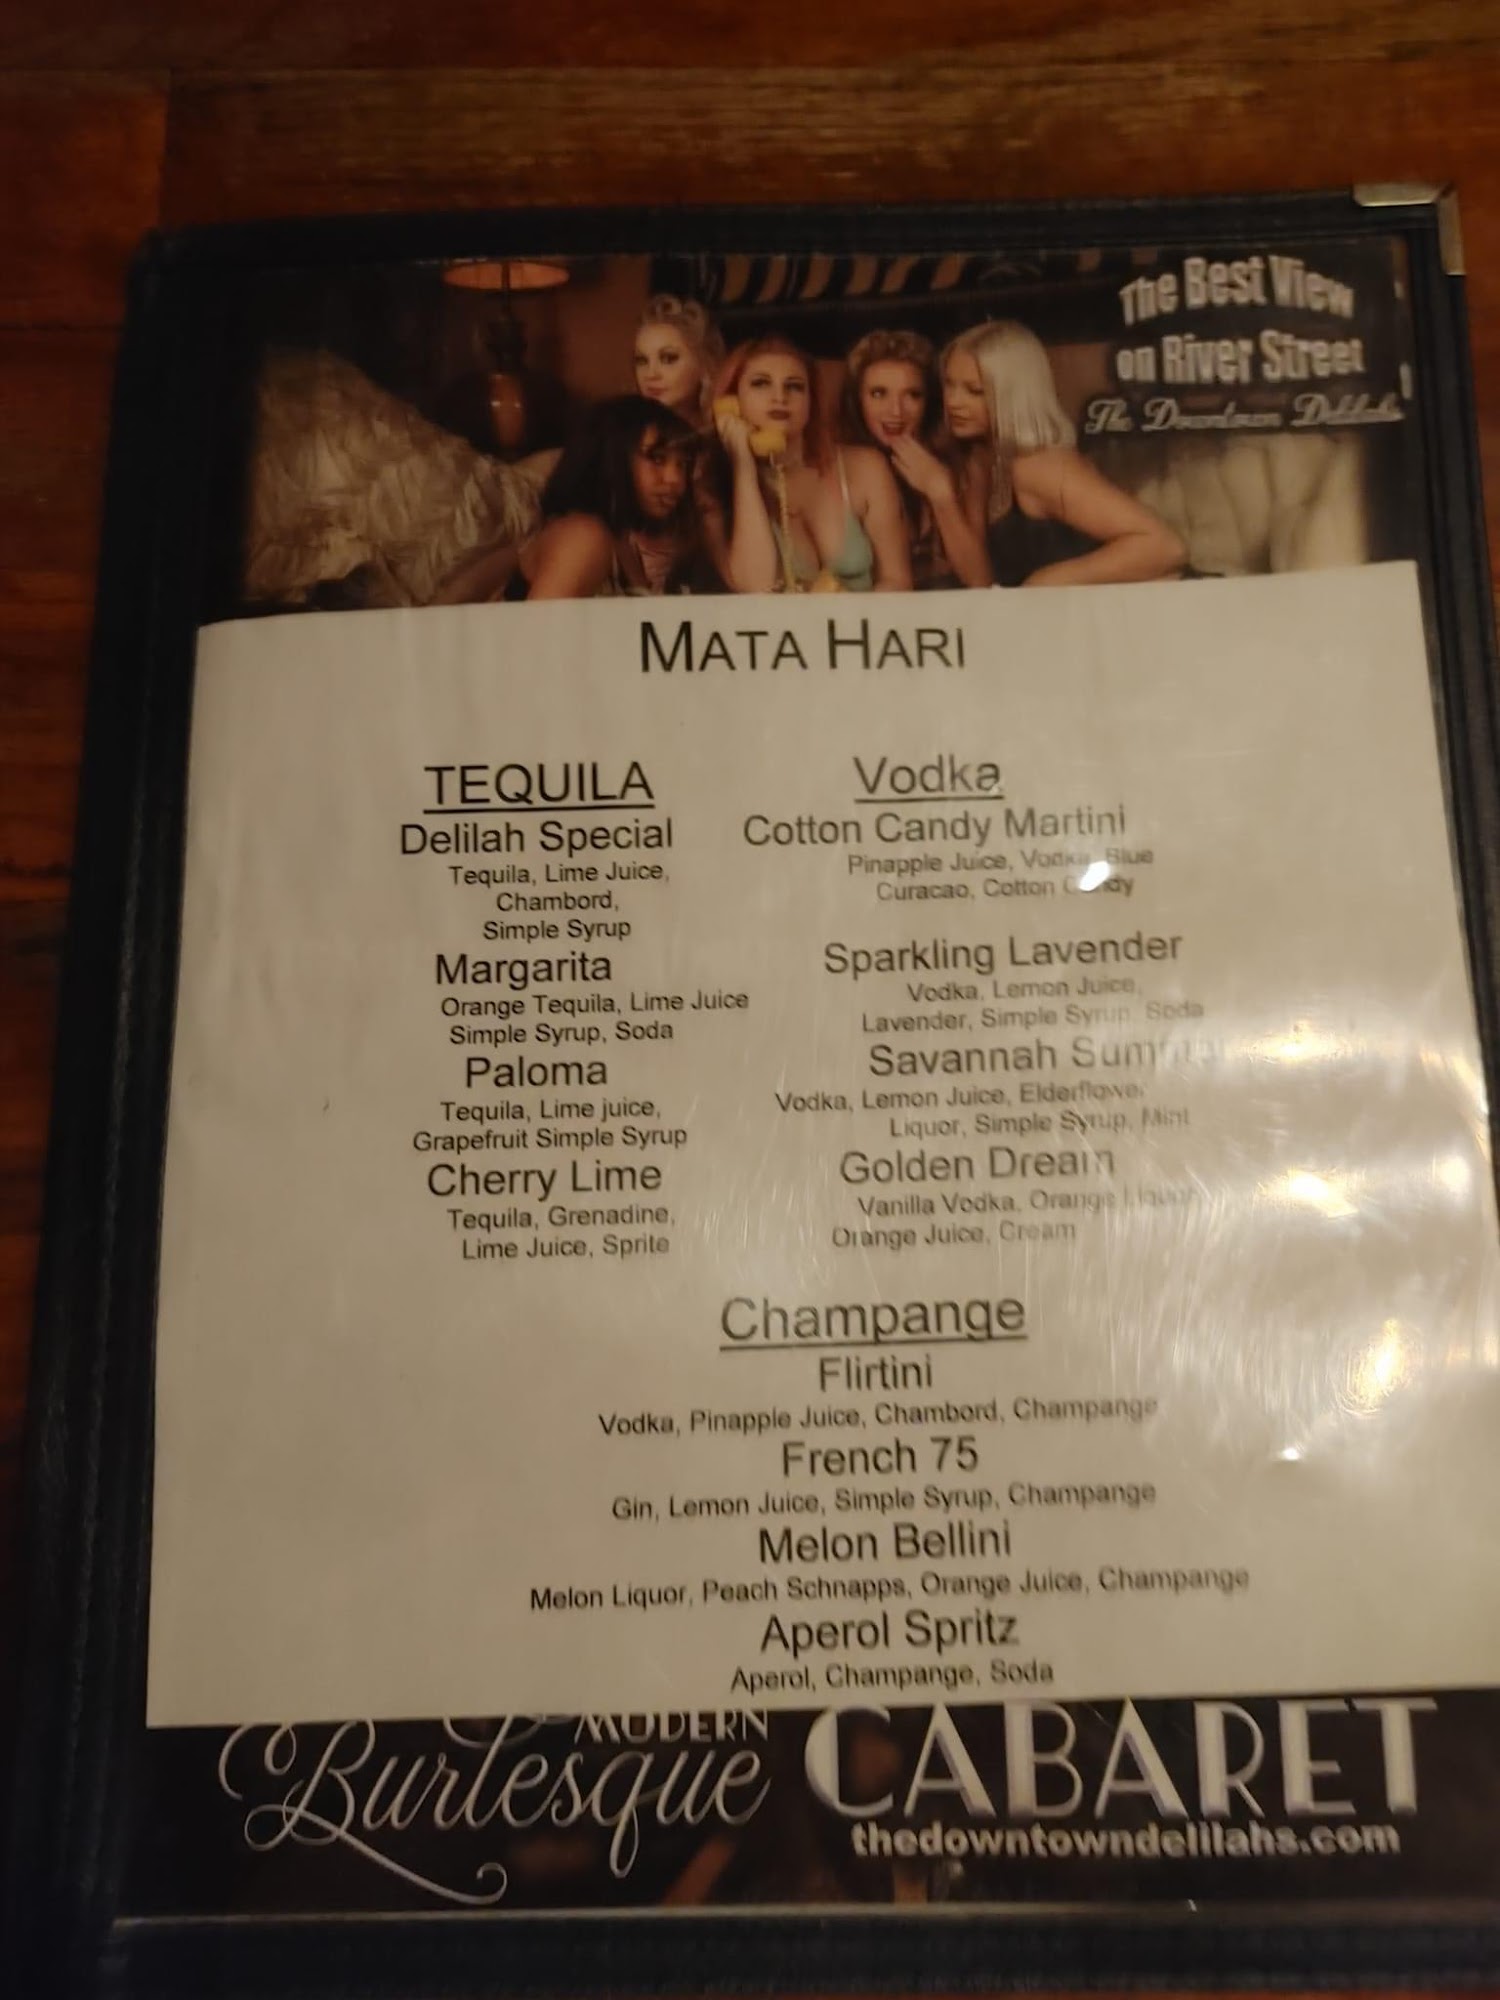 The Best View
on River Street
The Downtown Delilahs
MATA HARI
TEQUILA
Delilah Special
Tequila, Lime Juice,
Chambord,
Simple Syrup
Margarita
Orange Tequila, Lime Juice
Simple Syrup, Soda
Paloma
Tequila, Lime juice,
Grapefruit Simple Syrup
Cherry Lime
Tequila, Grenadine,
Lime Juice, Sprite
Vodka
Cotton Candy Martini
Pinapple Juice, Vodka, Blue
Curacao, Cotton Candy
Sparkling Lavender
Vodka, Lemon Juice,
Lavender, Simple Syrup, Soda
Savannah Summer
Vodka, Lemon Juice, Elderflower
Liquor, Simple Syrup, Mint
Golden Dream
Vanilla Vodka, Orange Liquor
Orange Juice, Cream
Champange
Flirtini
Vodka, Pinapple Juice, Chambord, Champange
French 75
Gin, Lemon Juice, Simple Syrup, Champange
Melon Bellini
Melon Liquor, Peach Schnapps, Orange Juice, Champange
Aperol Spritz
Aperol, Champange, Soda
MODERN
Burlesque CABARET
thedowntowndelilahs.com